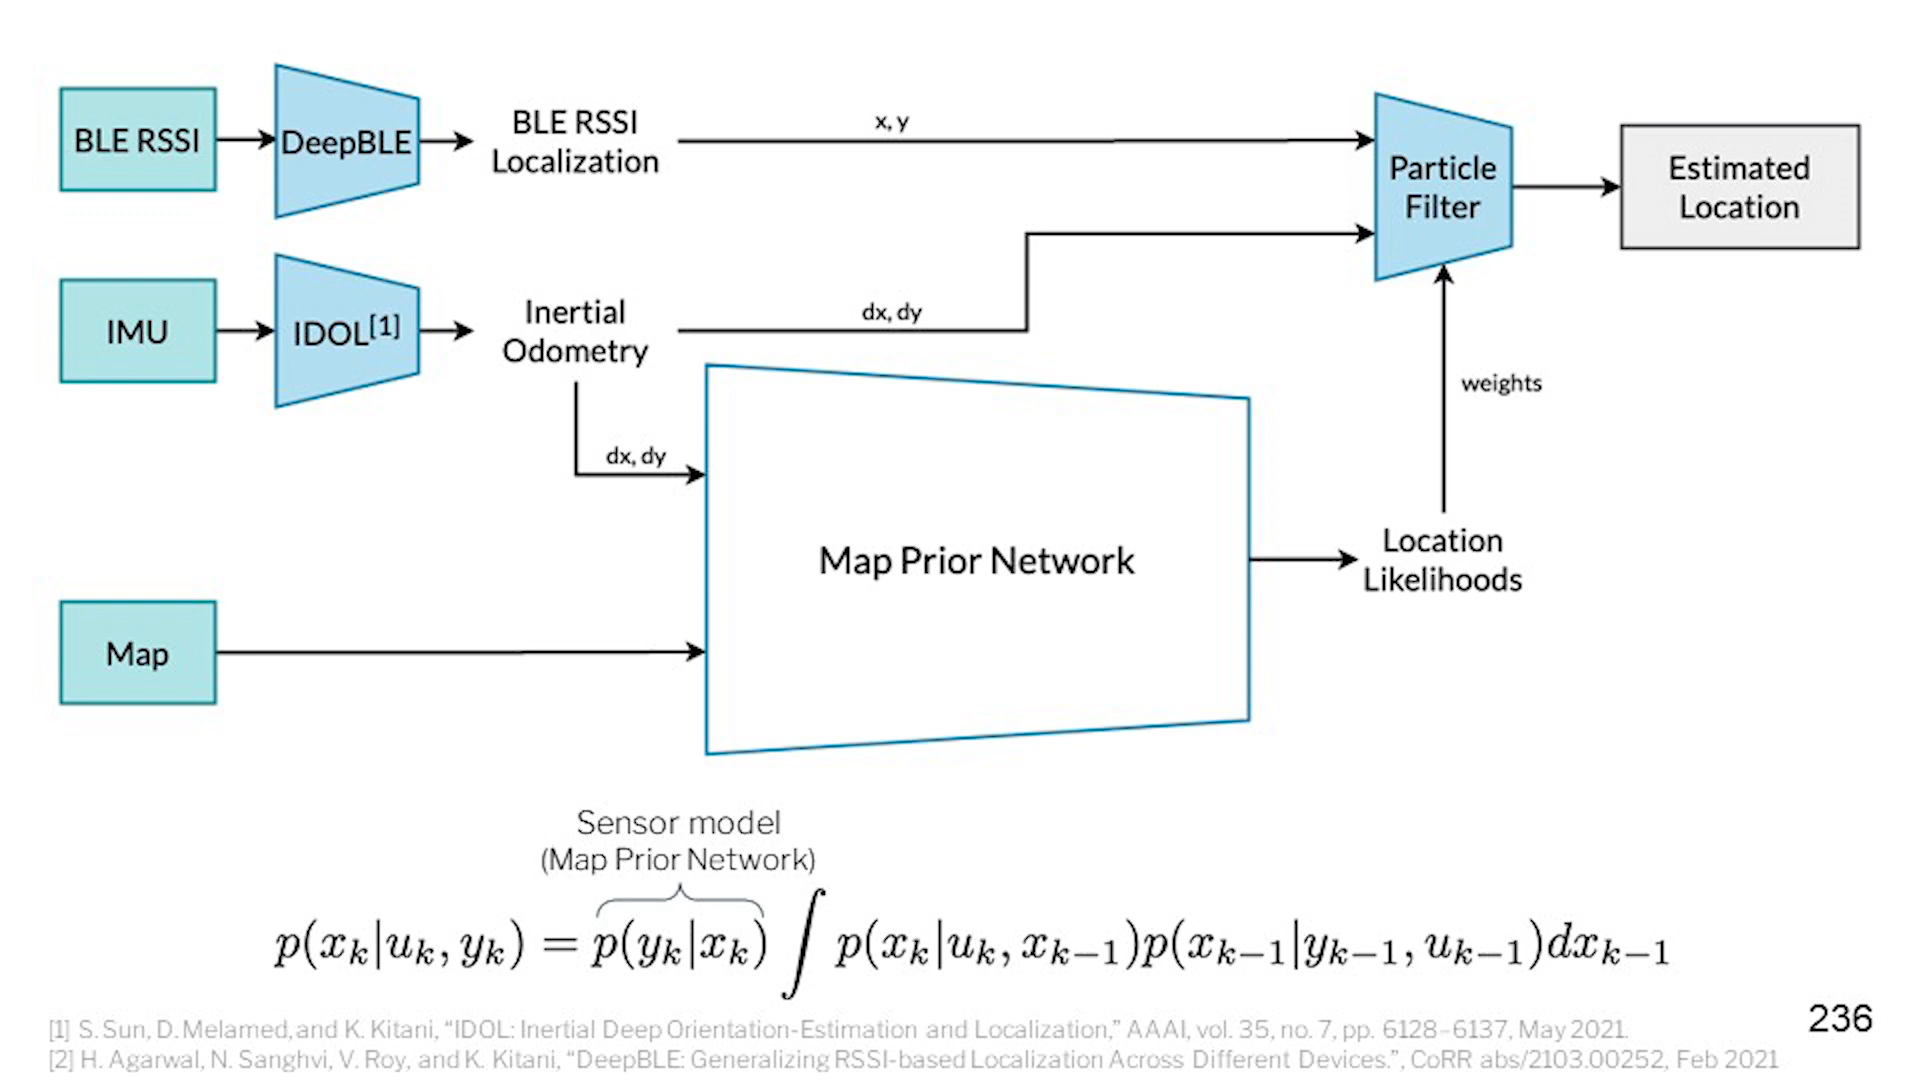 BLE RSSI
DeepBLE
BLE RSSI
Localization
x, y
Particle
Filter
Estimated
Location
IMU
IDOL[1]
Inertial
Odometry
dx, dy
weights
dx, dy
Map Prior Network
Location
Likelihoods
Map
Sensor model
(Map Prior Network)
p(x_k|u_k, y_k) = p(y_k|x_k) ∫ p(x_k|u_k, x_{k−1})p(x_{k−1}|y_{k−1}, u_{k−1})dx_{k−1}
[1] S. Sun, D. Melamed, and K. Kitani, “IDOL: Inertial Deep Orientation-Estimation and Localization,” AAAI, vol. 35, no. 7, pp. 6128–6137, May 2021.
236
[2] H. Agarwal, N. Sanghvi, V. Roy, and K. Kitani, “DeepBLE: Generalizing RSSI-based Localization Across Different Devices.”, CoRR abs/2103.00252, Feb 2021